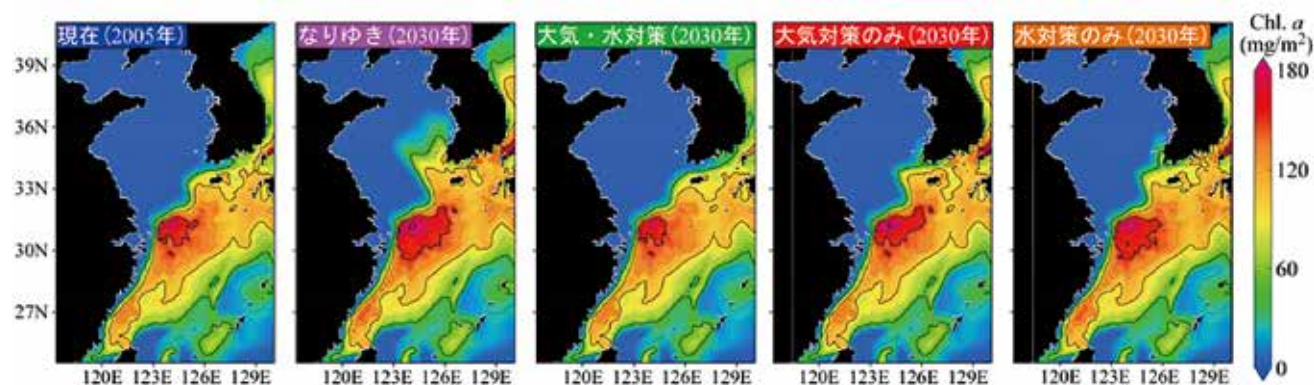 現在(2005年)
なりゆき(2030年)
大気・水対策(2030年)
大気対策のみ(2030年)
水対策のみ(2030年)
Chl. a
(mg/m²)
180
120
60
0
39N
36N
33N
30N
27N
120E 123E 126E 129E
120E 123E 126E 129E
120E 123E 126E 129E
120E 123E 126E 129E
120E 123E 126E 129E